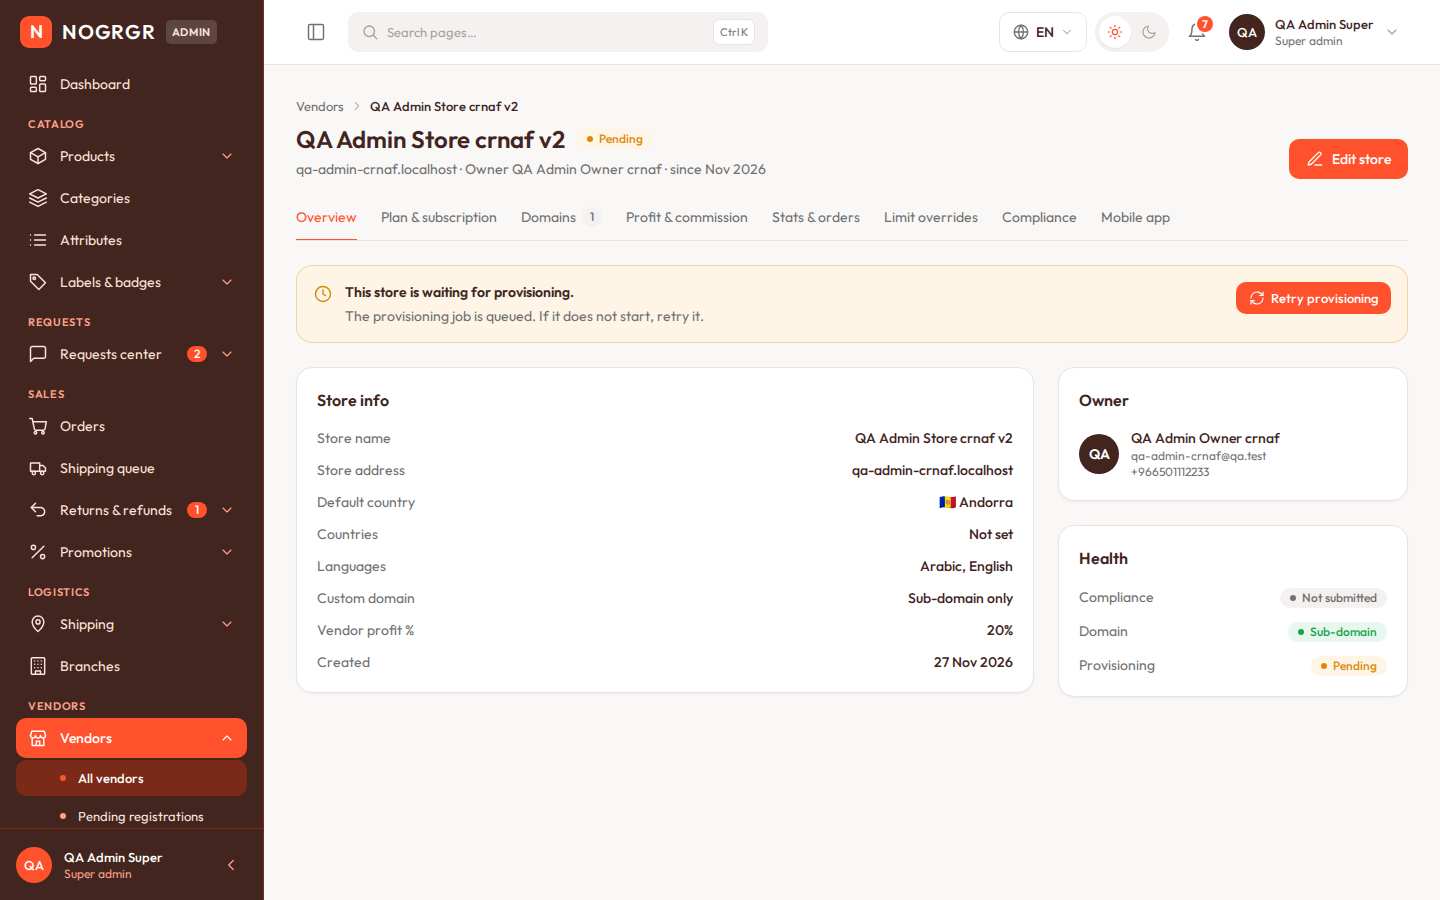 N NOGRGR ADMIN
Search pages... Ctrl K
EN
7
QA QA Admin Super
Super admin
Dashboard
CATALOG
Products
Categories
Attributes
Labels & badges
REQUESTS
Requests center 2
SALES
Orders
Shipping queue
Returns & refunds 1
Promotions
LOGISTICS
Shipping
Branches
VENDORS
Vendors
All vendors
Pending registrations
QA QA Admin Super
Super admin
Vendors QA Admin Store crnaf v2
QA Admin Store crnaf v2 Pending
qa-admin-crnaf.localhost · Owner QA Admin Owner crnaf · since Nov 2026
Edit store
Overview Plan & subscription Domains 1 Profit & commission Stats & orders Limit overrides Compliance Mobile app
This store is waiting for provisioning.
The provisioning job is queued. If it does not start, retry it.
Retry provisioning
Store info
Store name QA Admin Store crnaf v2
Store address qa-admin-crnaf.localhost
Default country Andorra
Countries Not set
Languages Arabic, English
Custom domain Sub-domain only
Vendor profit % 20%
Created 27 Nov 2026
Owner
QA QA Admin Owner crnaf
qa-admin-crnaf@qa.test
+966501112233
Health
Compliance Not submitted
Domain Sub-domain
Provisioning Pending